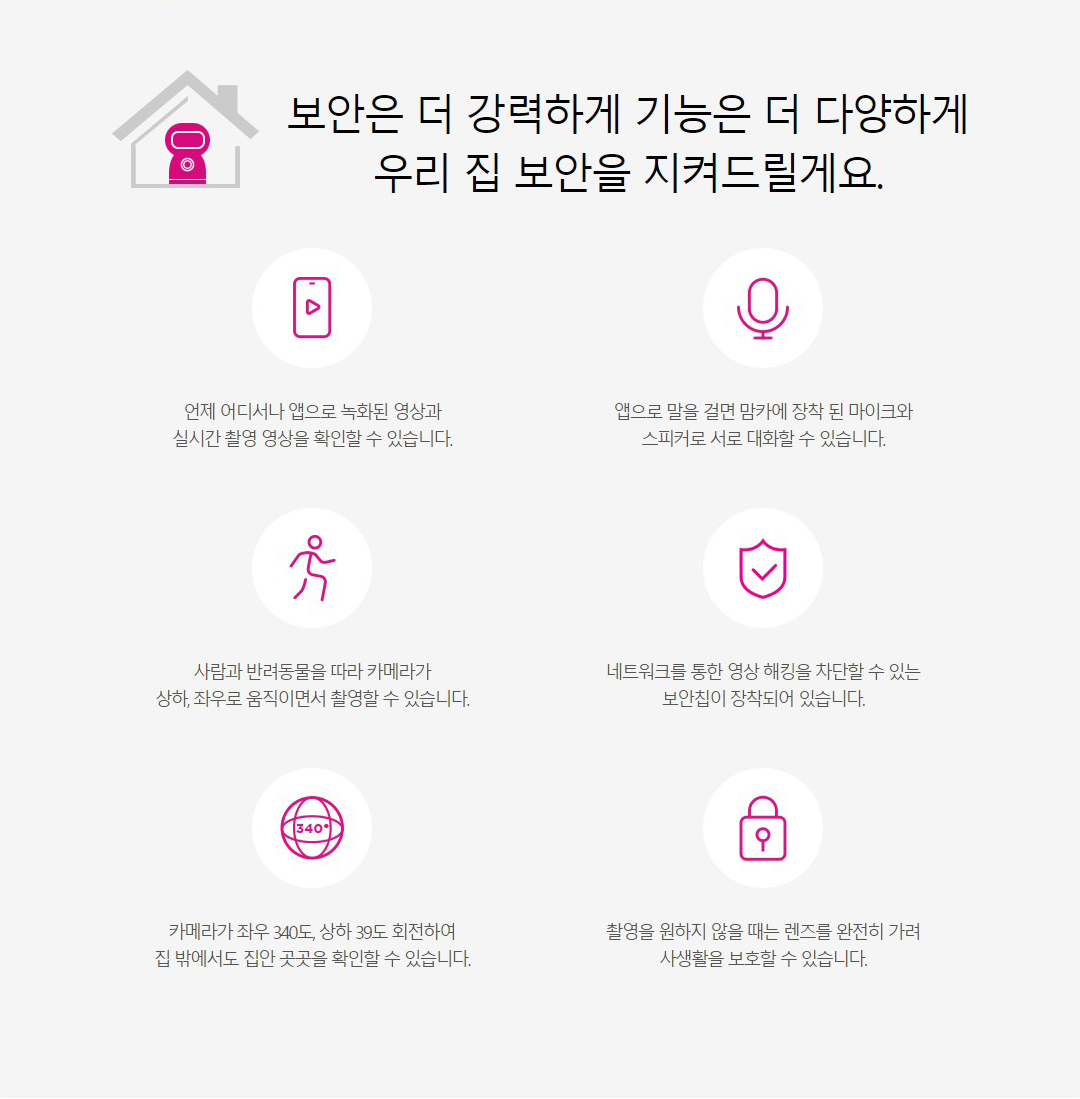 보안은 더 강력하게 기능은 더 다양하게
우리 집 보안을 지켜드릴게요.
언제 어디서나 앱으로 녹화된 영상과
실시간 촬영 영상을 확인할 수 있습니다.
앱으로 말을 걸면 맘카에 장착 된 마이크와
스피커로 서로 대화할 수 있습니다.
사람과 반려동물을 따라 카메라가
상하, 좌우로 움직이면서 촬영할 수 있습니다.
네트워크를 통한 영상 해킹을 차단할 수 있는
보안칩이 장착되어 있습니다.
340°
카메라가 좌우 340도, 상하 39도 회전하여
집 밖에서도 집안 곳곳을 확인할 수 있습니다.
촬영을 원하지 않을 때는 렌즈를 완전히 가려
사생활을 보호할 수 있습니다.